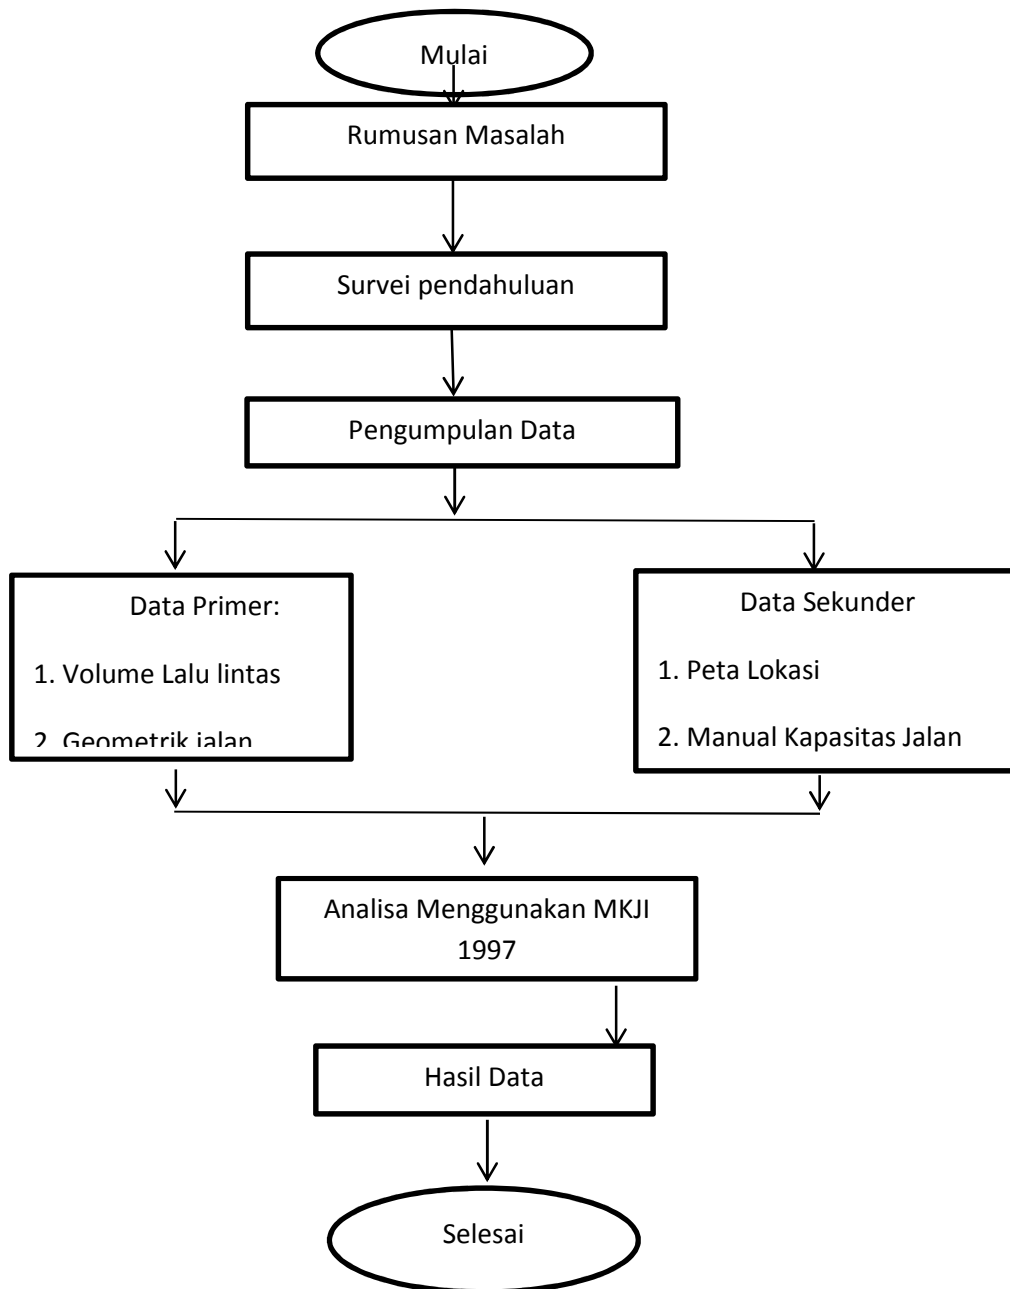 Mulai
Rumusan Masalah
Survei pendahuluan
Pengumpulan Data
Data Primer:
1. Volume Lalu lintas
2. Geometrik jalan
Data Sekunder
1. Peta Lokasi
2. Manual Kapasitas Jalan
Analisa Menggunakan MKJI
1997
Hasil Data
Selesai